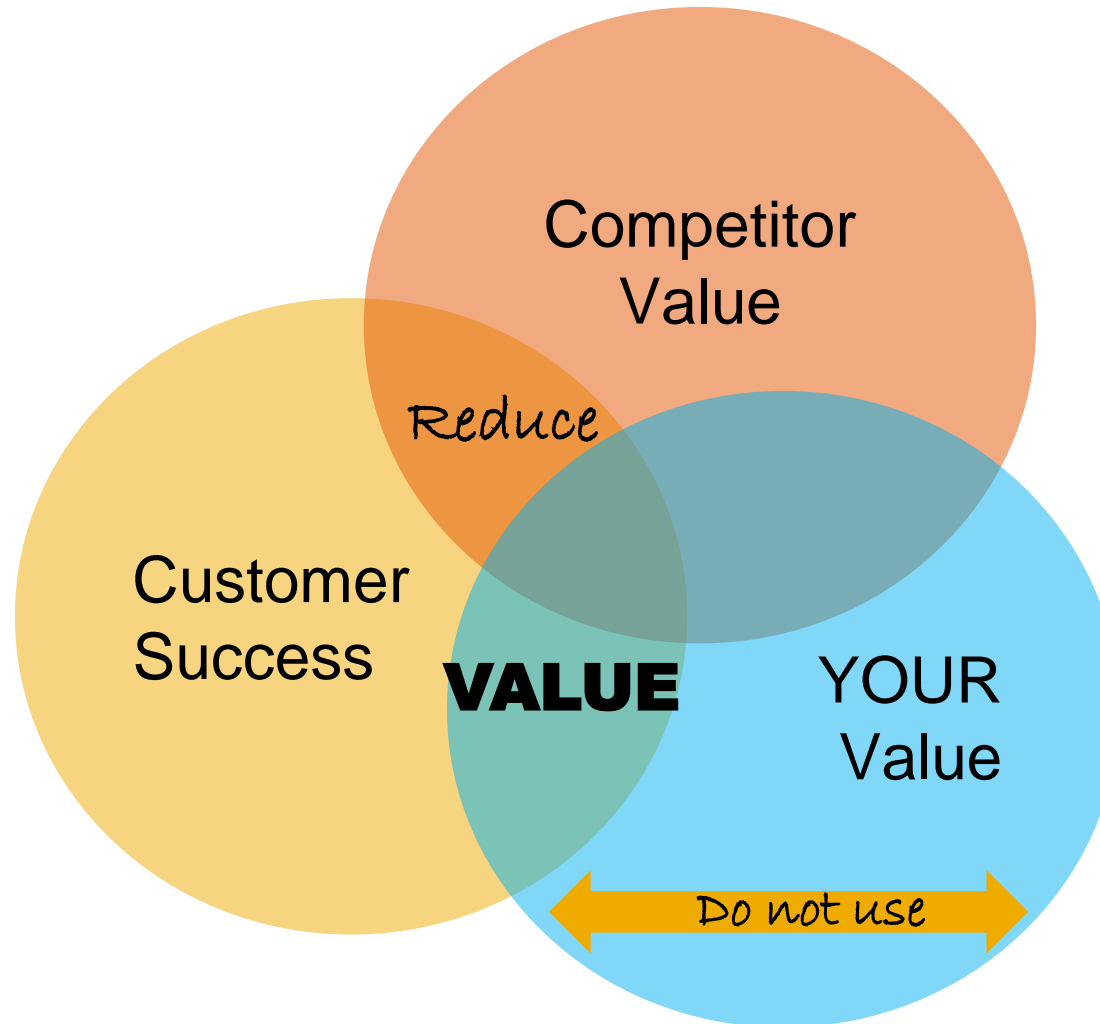 Competitor
Value
Reduce
Customer
Success
VALUE
YOUR
Value
Do not use